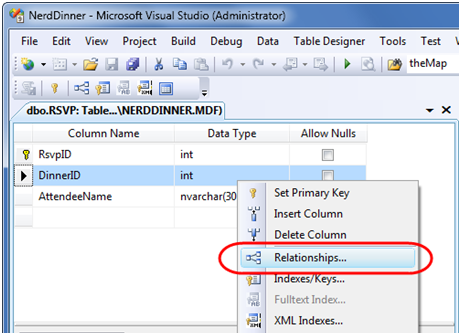 NerdDinner - Microsoft Visual Studio (Administrator)
File Edit View Project Build Debug Data Table Designer Tools Test
theMap
dbo.RSVP: Table...\NERDDINNER.MDF)
Column Name Data Type Allow Nulls
RsvpID int
DinnerID int
AttendeeName nvarchar(30
Set Primary Key
Insert Column
Delete Column
Relationships...
Indexes/Keys...
Fulltext Index...
XML Indexes...